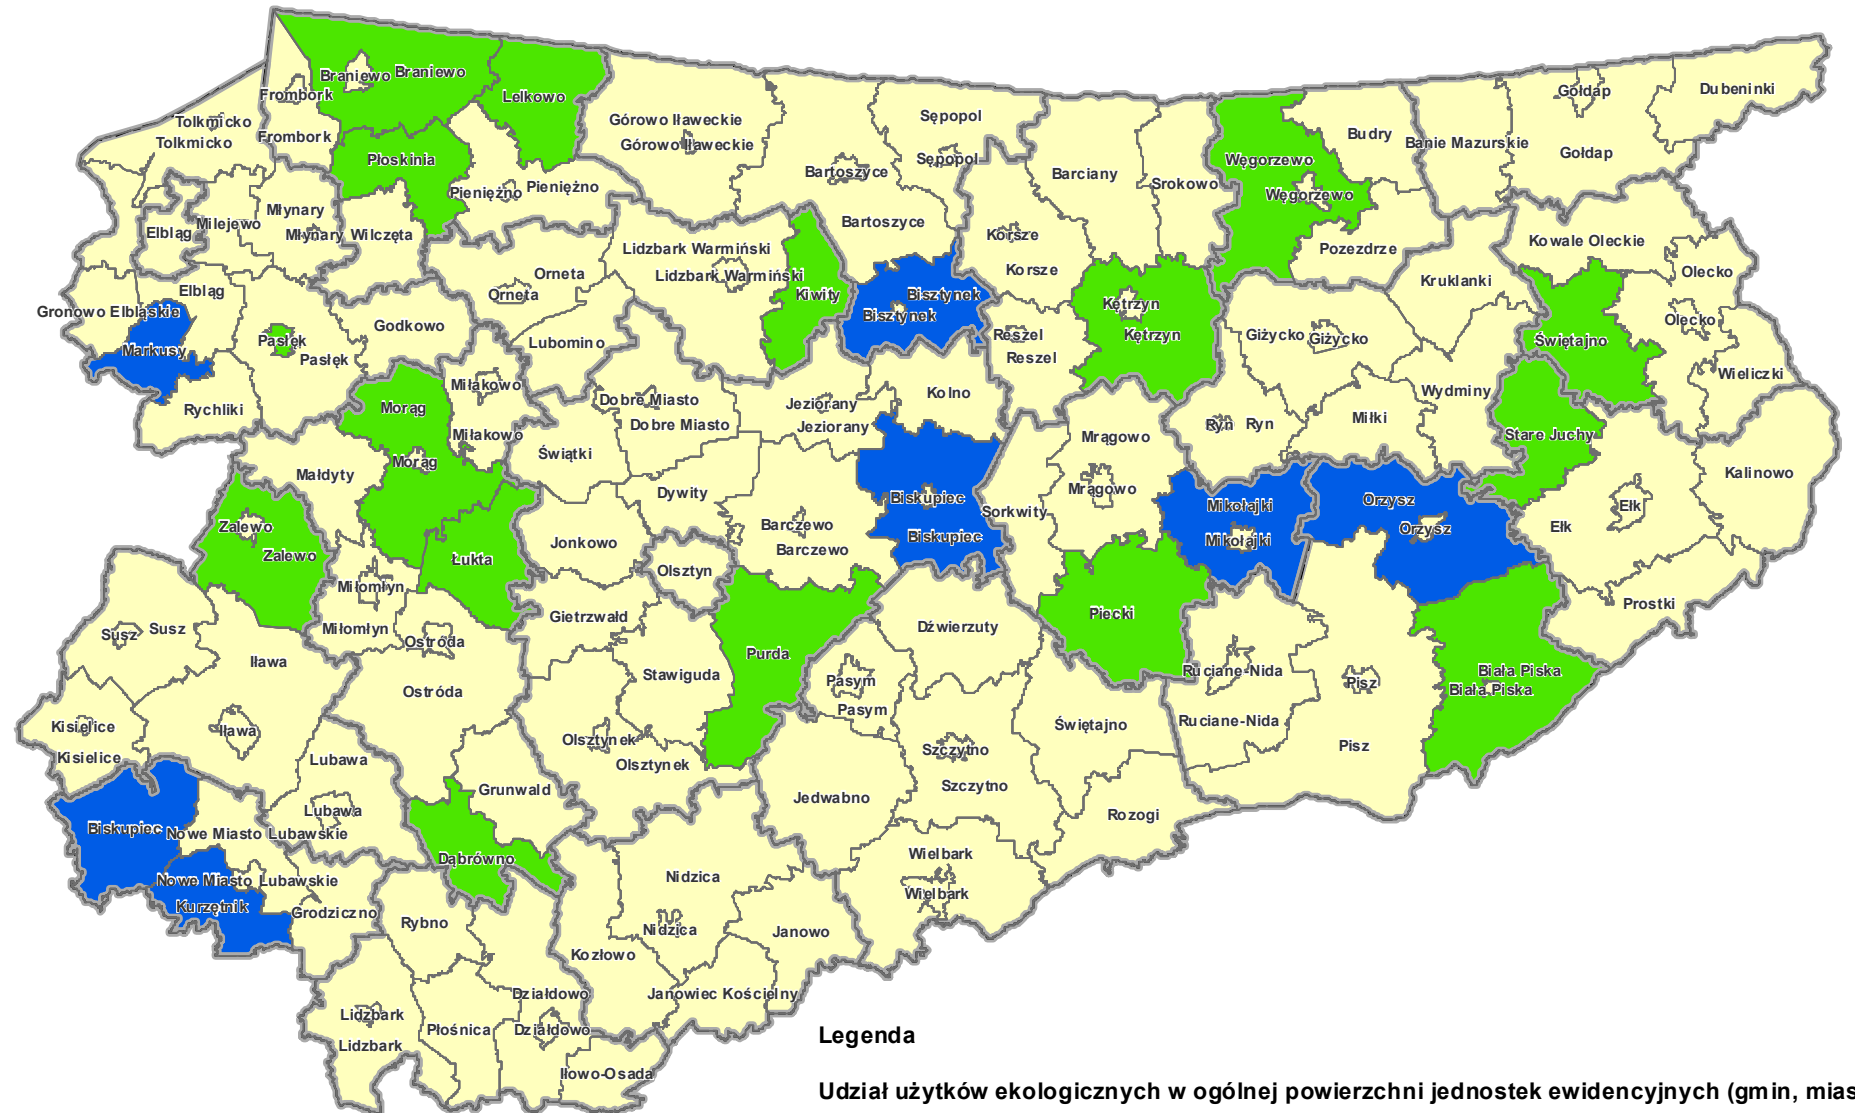 Braniewo
Braniewo
Lelkowo
Frombork
Frombork
Tolkmicko
Tolkmicko
Płoskinia
Pieniężno
Pieniężno
Górowo Iławeckie
Górowo Iławeckie
Sępopol
Sępopol
Bartoszyce
Bartoszyce
Barciany
Srokowo
Korsze
Korsze
Węgorzewo
Węgorzewo
Budry
Banie Mazurskie
Gołdap
Gołdap
Dubeninki
Pozezdrze
Kruklanki
Kowale Oleckie
Olecko
Olecko
Świętajno
Wieliczki
Elbląg
Milejewo
Młynary
Młynary
Wilczęta
Elbląg
Gronowo Elbląskie
Markusy
Pasłęk
Pasłęk
Godkowo
Rychliki
Orneta
Orneta
Lidzbark Warmiński
Lidzbark Warmiński
Kiwity
Lubomino
Bisztynek
Bisztynek
Reszel
Reszel
Kętrzyn
Kętrzyn
Giżycko
Giżycko
Wydminy
Miłki
Ryn
Ryn
Stare Juchy
Kalinowo
Ełk
Ełk
Prostki
Morąg
Morąg
Miłakowo
Miłakowo
Małdyty
Świątki
Dobre Miasto
Dobre Miasto
Jeziorany
Jeziorany
Kolno
Dywity
Barczewo
Barczewo
Biskupiec
Biskupiec
Sorkwity
Mrągowo
Mrągowo
Mikołajki
Mikołajki
Orzysz
Orzysz
Zalewo
Zalewo
Łukta
Jonkowo
Olsztyn
Miłomłyn
Miłomłyn
Ostróda
Ostróda
Gietrzwałd
Stawiguda
Purda
Dźwierzuty
Piecki
Ruciane-Nida
Ruciane-Nida
Pisz
Pisz
Biała Piska
Biała Piska
Susz
Susz
Iława
Iława
Kisielice
Kisielice
Lubawa
Lubawa
Grunwald
Olsztynek
Olsztynek
Pasym
Pasym
Szczytno
Szczytno
Świętajno
Jedwabno
Rozogi
Wielbark
Wielbark
Biskupiec
Nowe Miasto Lubawskie
Nowe Miasto Lubawskie
Kurzętnik
Grodziczno
Dąbrówno
Rybno
Nidzica
Nidzica
Kozłowo
Janowo
Janowiec Kościelny
Lidzbark
Lidzbark
Płośnica
Działdowo
Działdowo
Iłowo-Osada
Legenda
Udział użytków ekologicznych w ogólnej powierzchni jednostek ewidencyjnych (gmin, mias